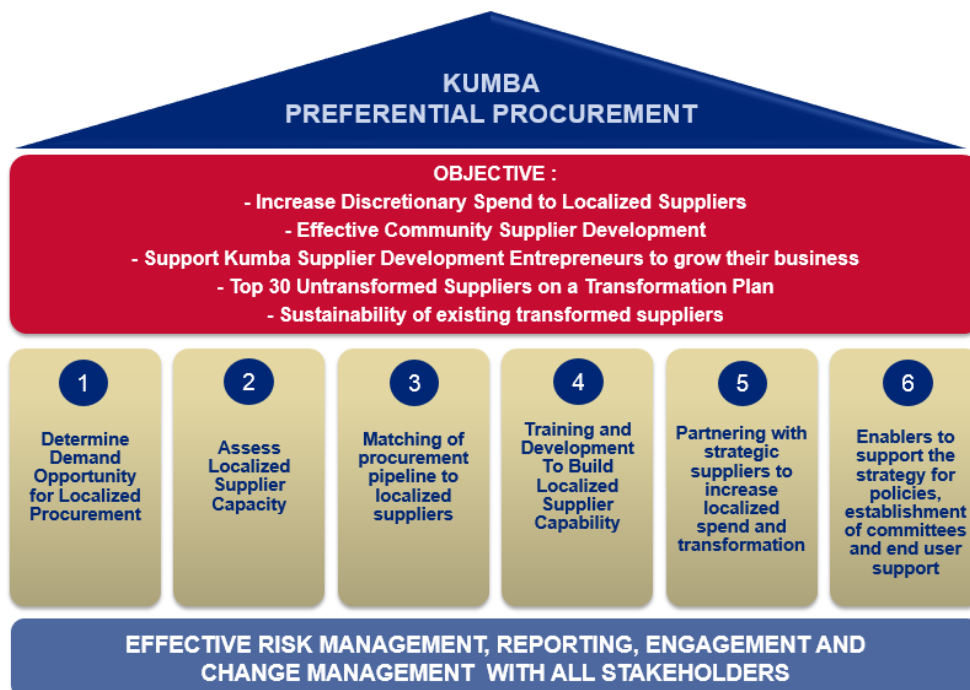 KUMBA
PREFERENTIAL PROCUREMENT
OBJECTIVE :
- Increase Discretionary Spend to Localized Suppliers
- Effective Community Supplier Development
- Support Kumba Supplier Development Entrepreneurs to grow their business
- Top 30 Untransformed Suppliers on a Transformation Plan
- Sustainability of existing transformed suppliers
1
Determine
Demand
Opportunity
for Localized
Procurement
2
Assess
Localized
Supplier
Capacity
3
Matching of
procurement
pipeline to
localized
suppliers
4
Training and
Development
To Build
Localized
Supplier
Capability
5
Partnering with
strategic
suppliers to
increase
localized
spend and
transformation
6
Enablers to
support the
strategy for
policies,
establishment
of committees
and end user
support
EFFECTIVE RISK MANAGEMENT, REPORTING, ENGAGEMENT AND
CHANGE MANAGEMENT WITH ALL STAKEHOLDERS